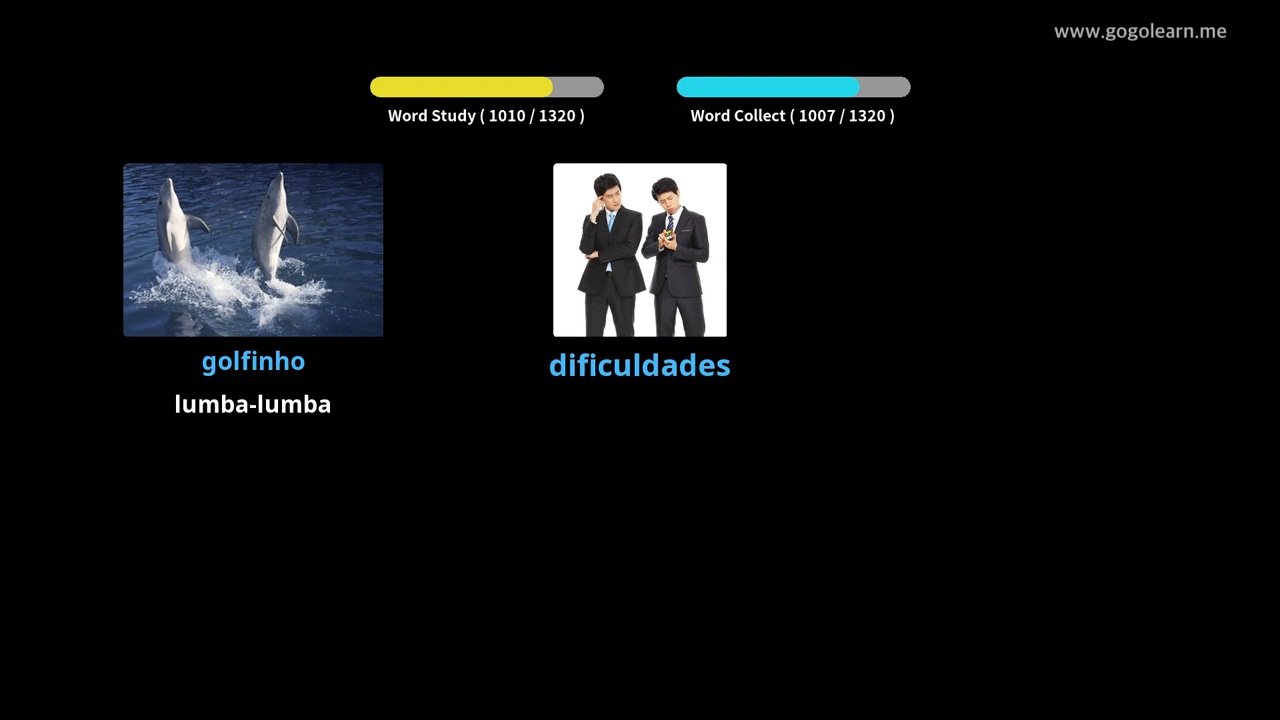 www.gogolearn.me
Word Study ( 1010 / 1320 )
Word Collect ( 1007 / 1320 )
golfinho
lumba-lumba
dificuldades